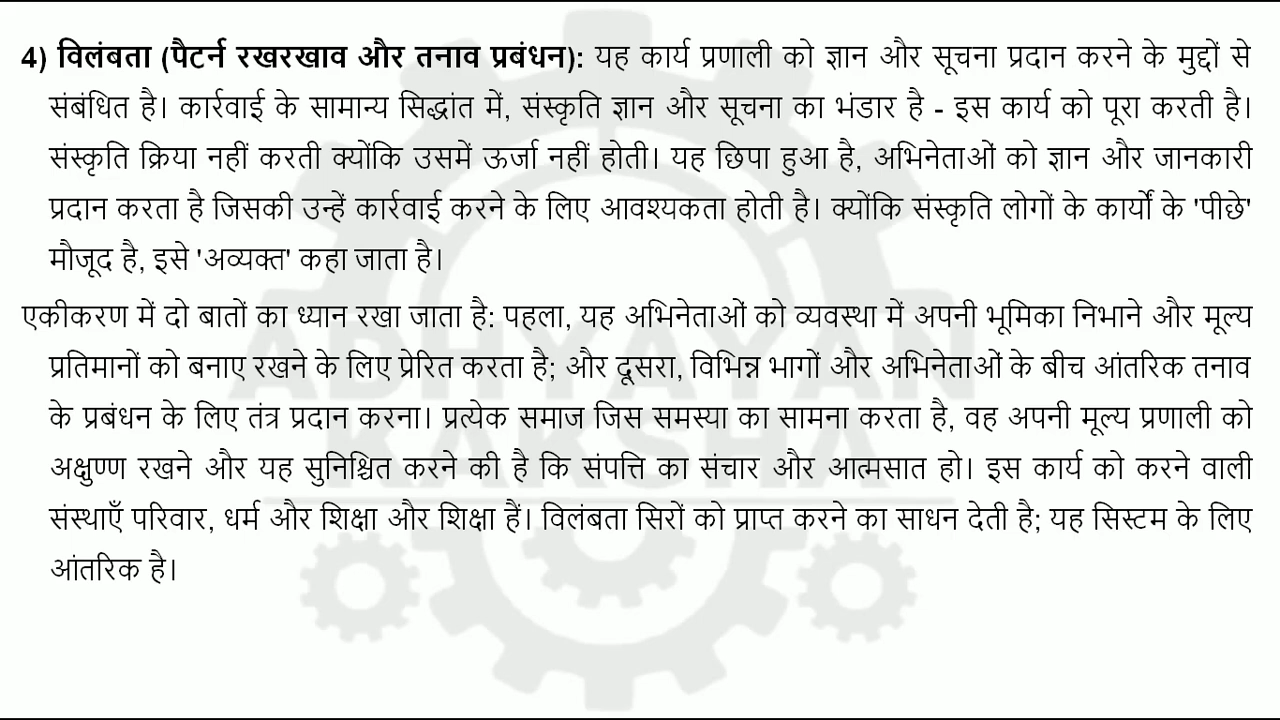 4) विलंबता (पैटर्न रखरखाव और तनाव प्रबंधन): यह कार्य प्रणाली को ज्ञान और सूचना प्रदान करने के मुद्दों से
संबंधित है। कार्रवाई के सामान्य सिद्धांत में, संस्कृति ज्ञान और सूचना का भंडार है - इस कार्य को पूरा करती है।
संस्कृति क्रिया नहीं करती क्योंकि उसमें ऊर्जा नहीं होती। यह छिपा हुआ है, अभिनेताओं को ज्ञान और जानकारी
प्रदान करता है जिसकी उन्हें कार्रवाई करने के लिए आवश्यकता होती है। क्योंकि संस्कृति लोगों के कार्यों के 'पीछे'
मौजूद है, इसे 'अव्यक्त' कहा जाता है।
एकीकरण में दो बातों का ध्यान रखा जाता है: पहला, यह अभिनेताओं को व्यवस्था में अपनी भूमिका निभाने और मूल्य
प्रतिमानों को बनाए रखने के लिए प्रेरित करता है; और दूसरा, विभिन्न भागों और अभिनेताओं के बीच आंतरिक तनाव
के प्रबंधन के लिए तंत्र प्रदान करना। प्रत्येक समाज जिस समस्या का सामना करता है, वह अपनी मूल्य प्रणाली को
अक्षुण्ण रखने और यह सुनिश्चित करने की है कि संपत्ति का संचार और आत्मसात हो। इस कार्य को करने वाली
संस्थाएँ परिवार, धर्म और शिक्षा और शिक्षा हैं। विलंबता सिरों को प्राप्त करने का साधन देती है; यह सिस्टम के लिए
आंतरिक है।
ADHYAYAN
KAKSHA